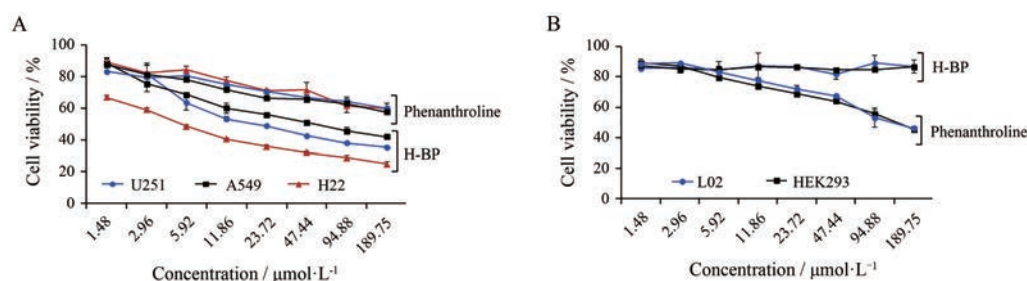 A
Cell viability / %
100
80
60
40
20
0
Phenanthroline
H-BP
U251 A549 H22
1.48 2.96 5.92 11.86 23.72 47.44 94.88 189.75
Concentration / μmol·L⁻¹
B
Cell viability / %
100
80
60
40
20
0
H-BP
Phenanthroline
L02 HEK293
1.48 2.96 5.92 11.86 23.72 47.44 94.88 189.75
Concentration / μmol·L⁻¹